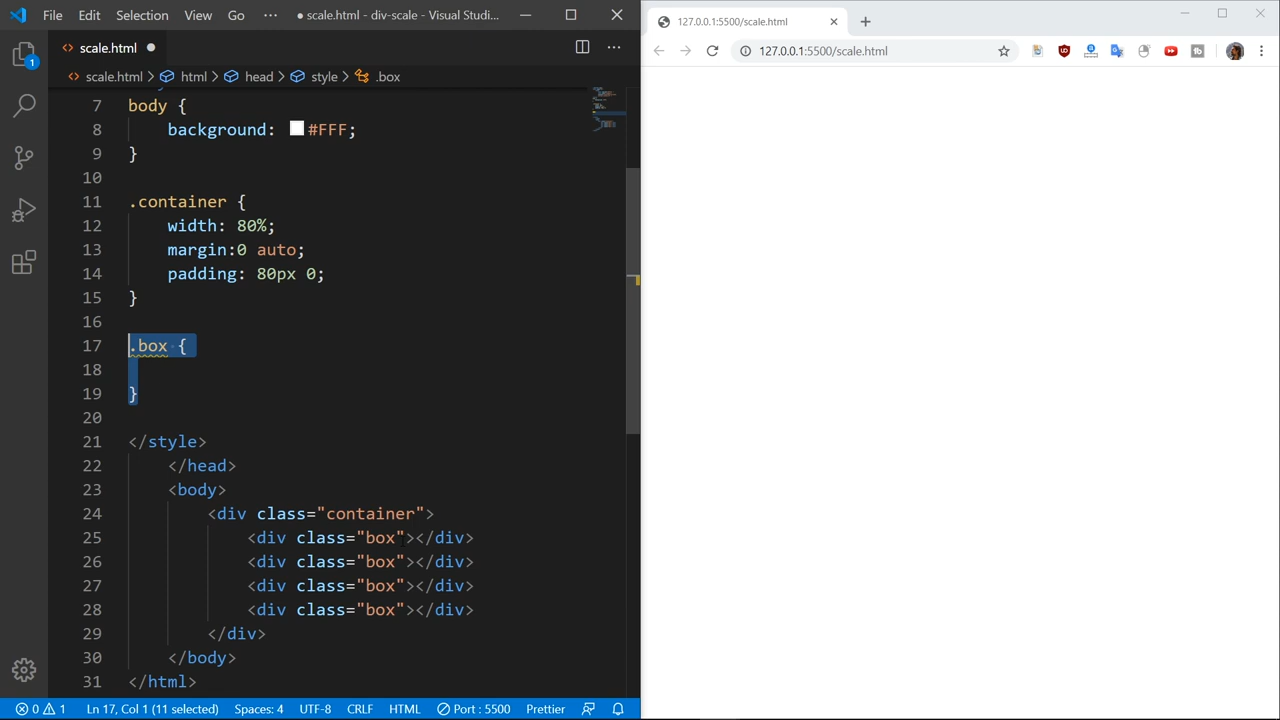 File Edit Selection View Go ··· ● scale.html - div-scale - Visual Studi...
127.0.0.1:5500/scale.html
scale.html ●
127.0.0.1:5500/scale.html
scale.html > html > head > style > .box
7 body {
8 background: #FFF;
9 }
10
11 .container {
12 width: 80%;
13 margin:0 auto;
14 padding: 80px 0;
15 }
16
17 .box {
18
19 }
20
21 </style>
22 </head>
23 <body>
24 <div class="container">
25 <div class="box"></div>
26 <div class="box"></div>
27 <div class="box"></div>
28 <div class="box"></div>
29 </div>
30 </body>
31 </html>
1
0 1 Ln 17, Col 1 (11 selected) Spaces: 4 UTF-8 CRLF HTML Port : 5500 Prettier